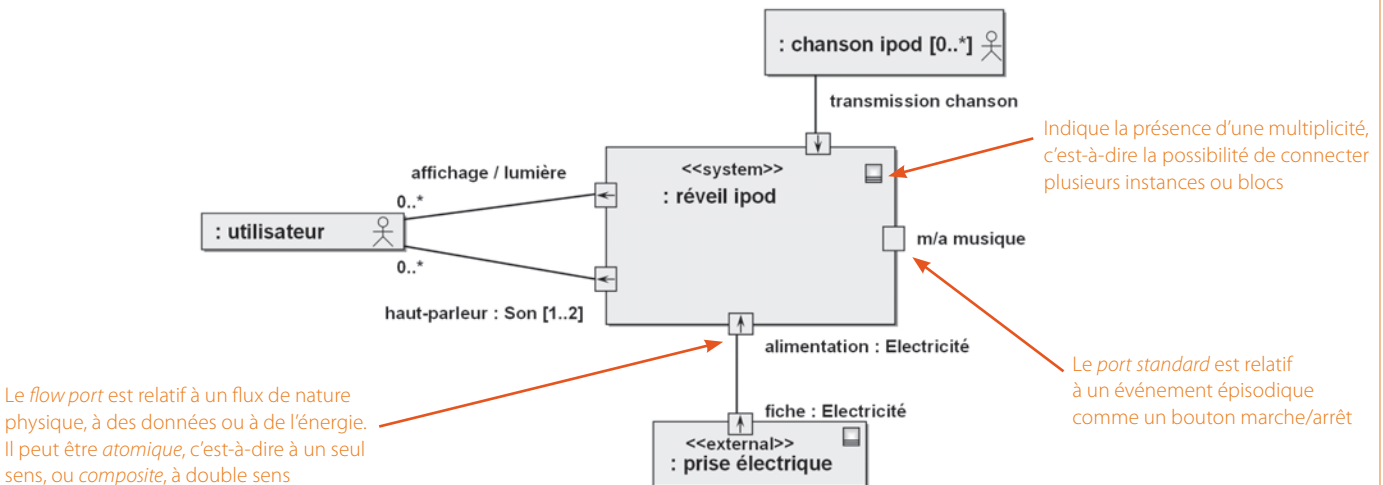 : chanson ipod [0..*]
transmission chanson
Indique la présence d'une multiplicité,
c'est-à-dire la possibilité de connecter
plusieurs instances ou blocs
<<system>>
: réveil ipod
affichage / lumière
0..*
: utilisateur
0..*
haut-parleur : Son [1..2]
m/a musique
alimentation : Electricité
Le port standard est relatif
à un événement épisodique
comme un bouton marche/arrêt
Le flow port est relatif à un flux de nature
physique, à des données ou à de l'énergie.
Il peut être atomique, c'est-à-dire à un seul
sens, ou composite, à double sens
fiche : Electricité
<<external>>
: prise électrique